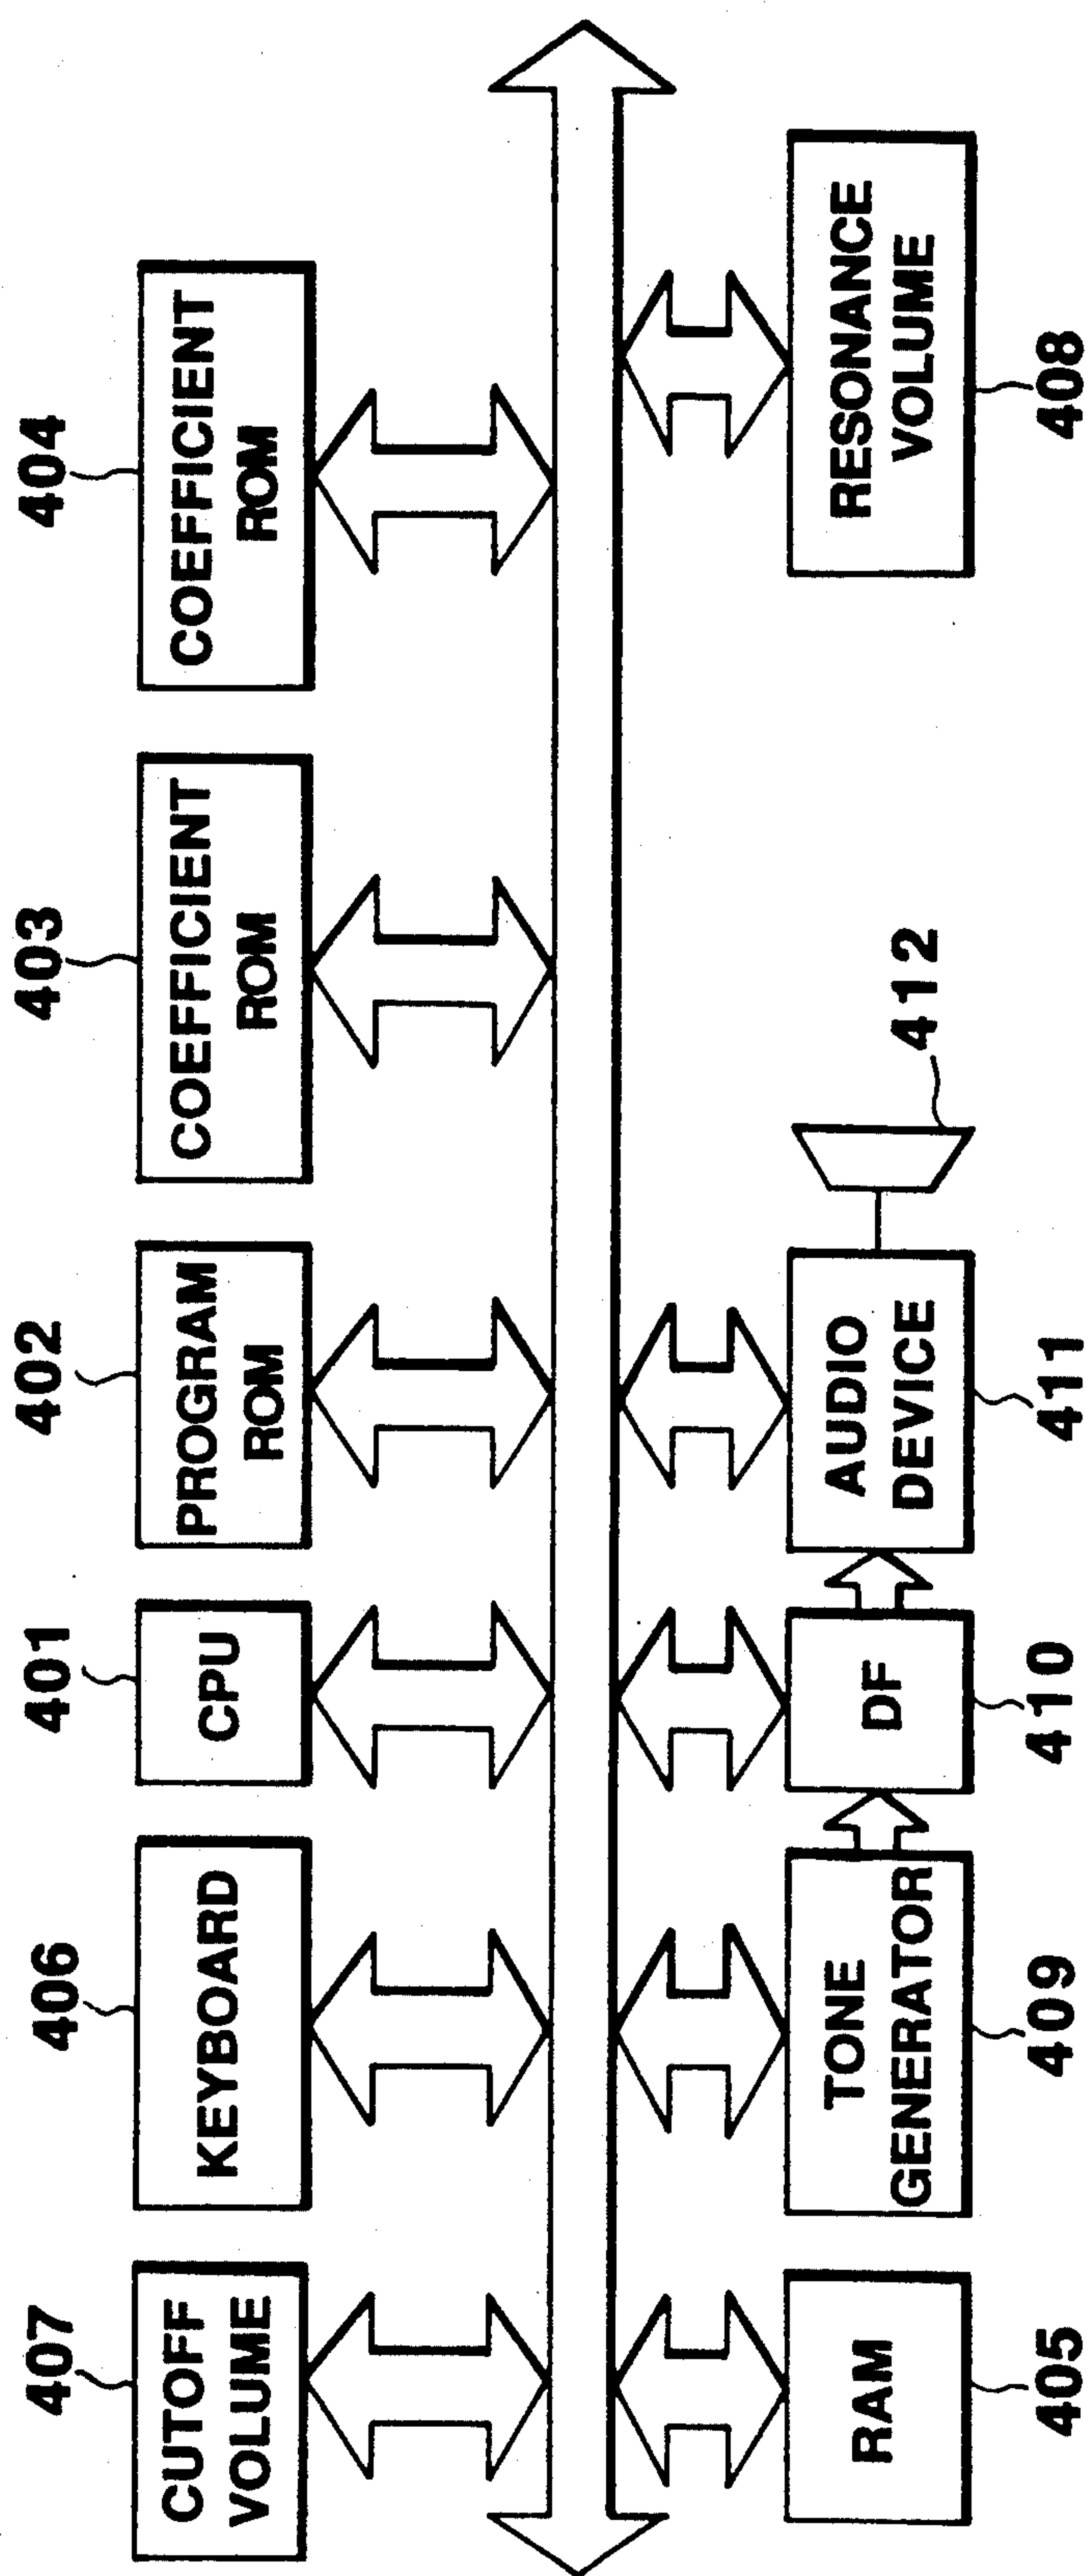 407
CUTOFF
VOLUME
406
KEYBOARD
401
CPU
402
PROGRAM
ROM
403
COEFFICIENT
ROM
404
COEFFICIENT
ROM
RAM
405
TONE
GENERATOR
409
DF
410
AUDIO
DEVICE
411
412
RESONANCE
VOLUME
408